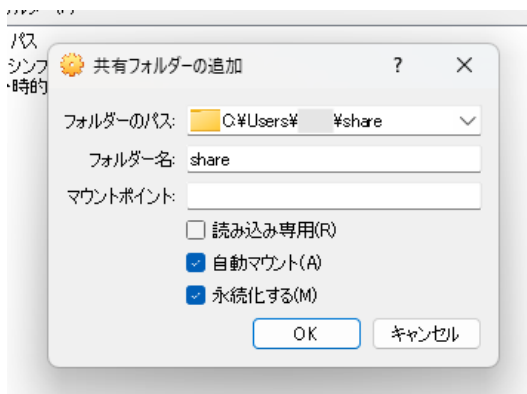 パス
シンフ
共有フォルダーの追加
? ×
時的
フォルダーのパス: C:¥Users¥ ¥share
フォルダー名: share
マウントポイント:
読み込み専用(R)
自動マウント(A)
永続化する(M)
OK キャンセル